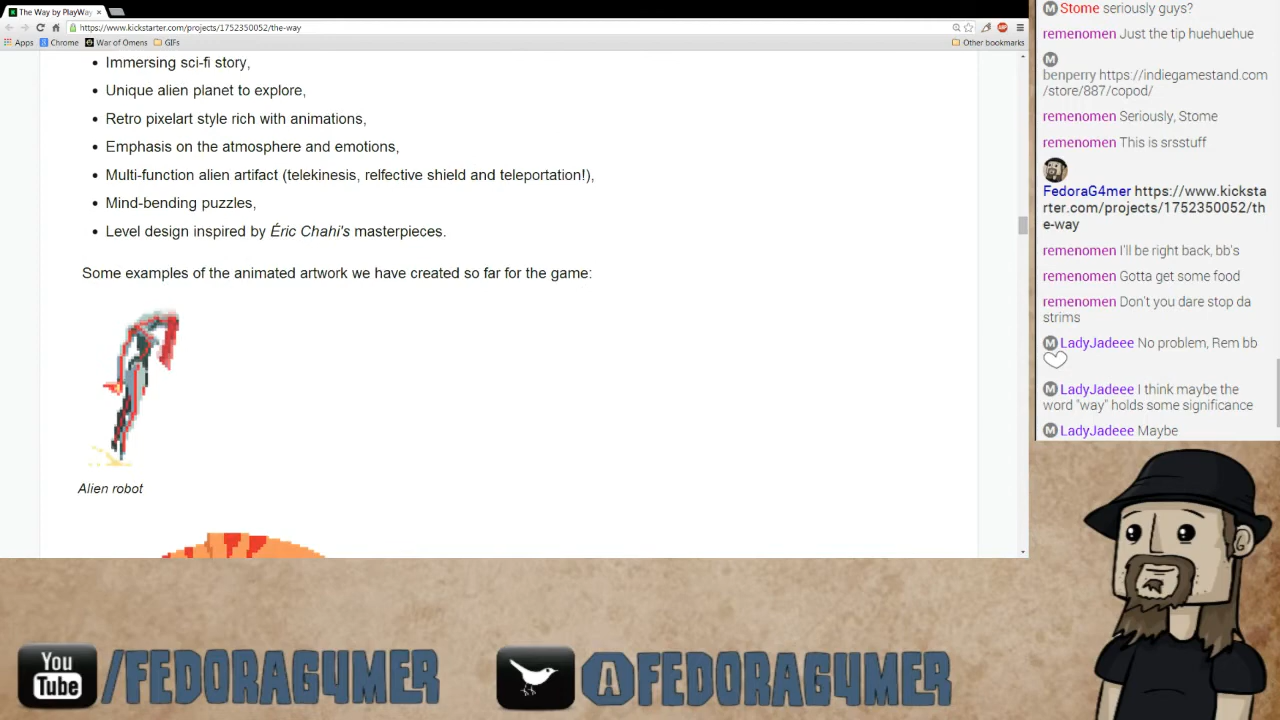 The Way by PlayWay
https://www.kickstarter.com/projects/1752350052/the-way
Apps Chrome War of Omens GIFs Other bookmarks
Immersing sci-fi story,
Unique alien planet to explore,
Retro pixelart style rich with animations,
Emphasis on the atmosphere and emotions,
Multi-function alien artifact (telekinesis, relfective shield and teleportation!),
Mind-bending puzzles,
Level design inspired by Éric Chahi's masterpieces.
Some examples of the animated artwork we have created so far for the game:
Alien robot
M Stome seriously guys?
remenomen Just the tip huehuehue
M
benperry https://indiegamestand.com
/store/887/copod/
remenomen Seriously, Stome
remenomen This is srsstuff
FedoraG4mer https://www.kicksta
rter.com/projects/1752350052/th
e-way
remenomen I'll be right back, bb's
remenomen Gotta get some food
remenomen Don't you dare stop da
strims
M LadyJadeee No problem, Rem bb
M LadyJadeee I think maybe the
word "way" holds some significance
M LadyJadeee Maybe
You
Tube /FEDORAG4MER
@FEDORAG4MER